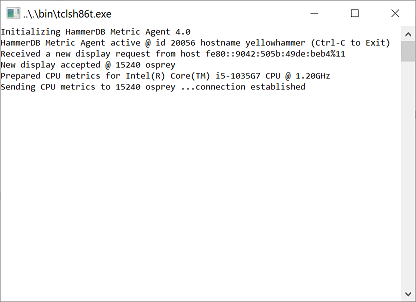 ..\.\bin\tclsh86t.exe
Initializing HammerDB Metric Agent 4.0
HammerDB Metric Agent active @ id 20056 hostname yellowhammer (Ctrl-C to Exit)
Received a new display request from host fe80::9042:505b:49de:beb4%11
New display accepted @ 15240 osprey
Prepared CPU metrics for Intel(R) Core(TM) i5-1035G7 CPU @ 1.20GHz
Sending CPU metrics to 15240 osprey ...connection established